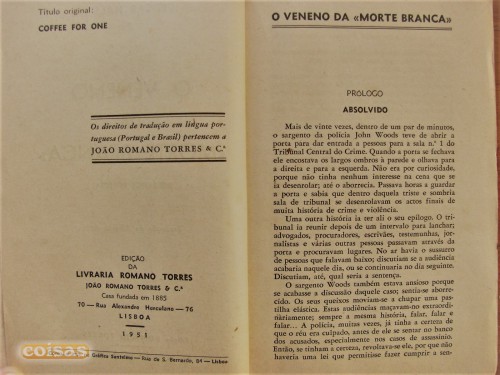 Título original:
COFFEE FOR ONE
Os direitos de tradução em língua por-
tuguesa (Portugal e Brasil) pertencem a
JOÃO ROMANO TORRES & C.ª
EDIÇÃO
DA
LIVRARIA ROMANO TORRES
JOÃO ROMANO TORRES & C.ª
Casa fundada em 1885
70 — Rua Alexandre Herculano — 76
LISBOA
1951
Gráfica Santelmo — Rua de S. Bernardo, 84 — Lisboa
coisas
O VENENO DA «MORTE BRANCA»
PRÓLOGO
ABSOLVIDO
Mais de vinte vezes, dentro de um par de minutos,
o sargento da polícia John Woods teve de abrir a
porta para dar entrada a pessoas para a sala n.º 1 do
Tribunal Central do Crime. Quando a porta se fechava
ele encostava os largos ombros à parede e olhava para
a direita e para a esquerda. Não era por curiosidade,
porque não tinha nenhum interesse na cena que se
ia desenrolar; até o aborrecia. Passava horas a guardar
a porta e sabia que dentro daquela triste e sombria
sala de tribunal se desenrolavam os actos finais de
muita história de crime e violência.
Uma outra história ia ter ali o seu epílogo. O tri-
bunal ia reunir depois de um intervalo para lanchar;
advogados, procuradores, escrivães, testemunhas, jor-
nalistas e várias outras pessoas passavam através da
porta e procuravam os lugares. No ar havia o sussurro
de pessoas que falavam baixo; discutiam se a audiência
acabaria naquele dia, ou se continuaria no dia seguinte.
Discutiam, até, qual seria a sentença.
O sargento Woods também estava ansioso porque
se acabasse a discussão daquele caso; sentia-se aborre-
cido. Os seus queixos moviam-se a chupar uma pas-
tilha elástica. Estas audiências maçavam-no extraordi-
nàriamente; sempre a mesma história, falar, falar e
falar... A polícia, muitas vezes, já tinha a certeza de
que o réu era culpado, antes de ele se sentar no banco
dos acusados, especialmente nos casos de assassínio.
Então, se tinham a certeza, revoltava-se ele, por que não
haveria uma lei que permitisse fazer cumprir a sen-